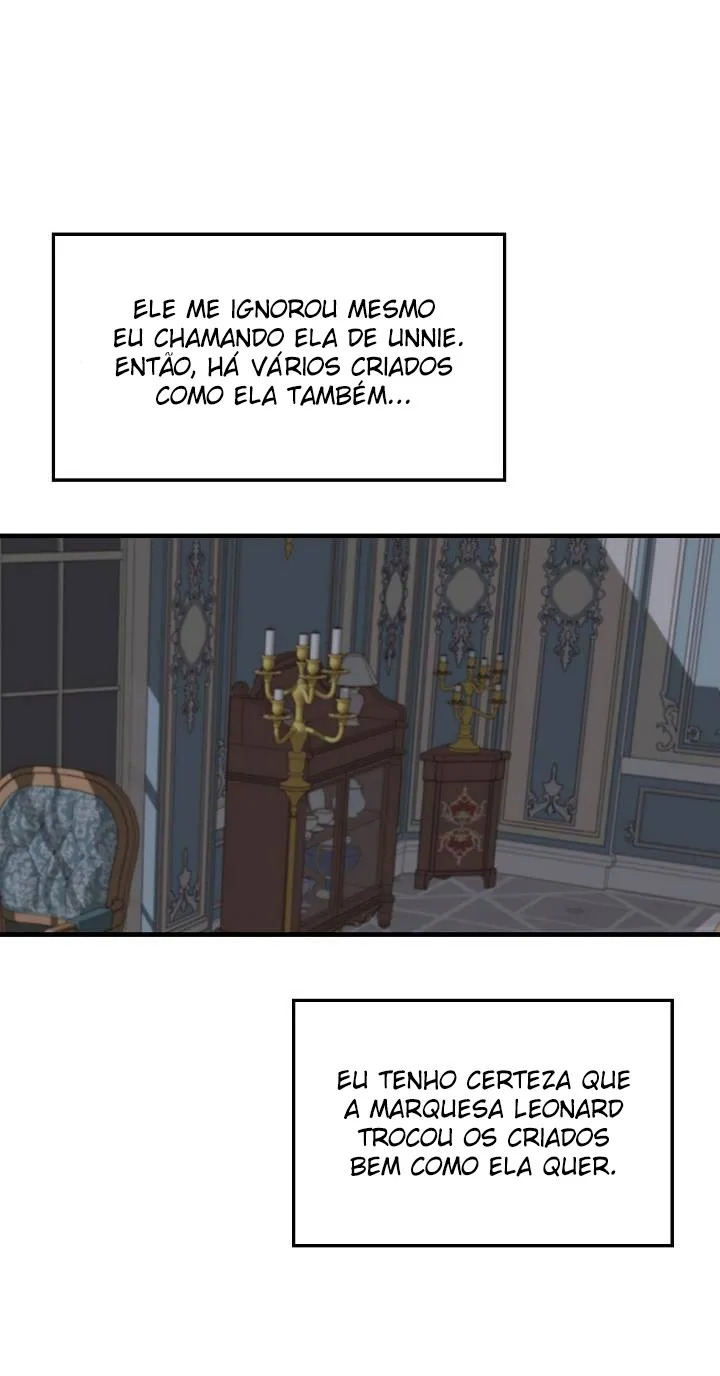 ELE ME IGNOROU MESMO
EU CHAMANDO ELA DE UNNIE.
ENTÃO, HÁ VÁRIOS CRIADOS
COMO ELA TAMBÉM...
EU TENHO CERTEZA QUE
A MARQUESA LEONARD
TROCOU OS CRIADOS
BEM COMO ELA QUER.